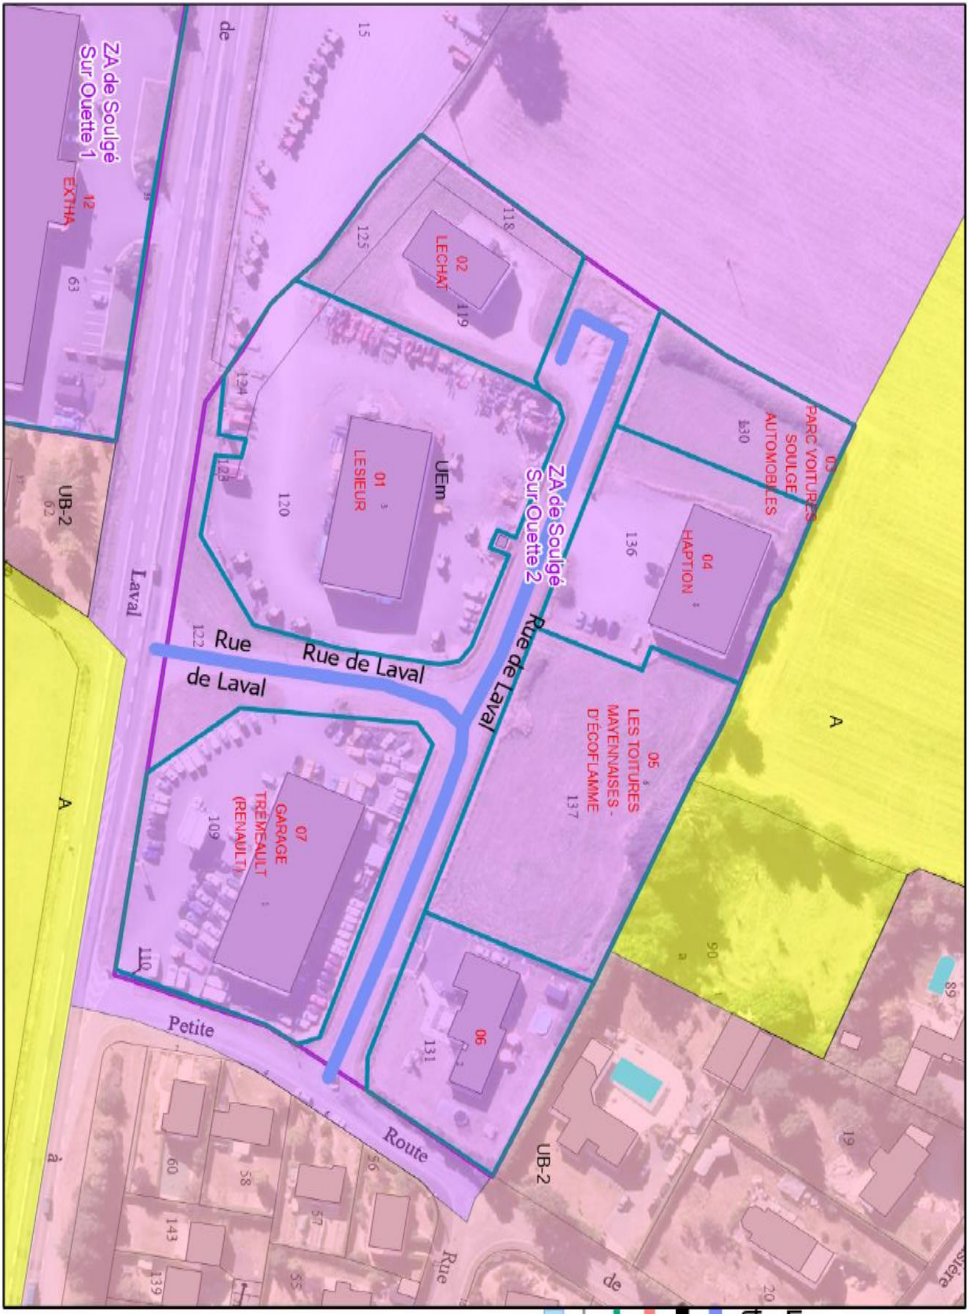 de
15
ZA de Soulgé
Sur Ouette 1
12
EXTHA
63
118
125
02
LECHAT
119
124
123
120
01
LESIEUR
UEm
ZA de Soulgé
Sur Ouette 2
03
PARC VOITURES
SOULGE
AUTOMOBILES
130
136
04
HAPTION
UB-2
62
Laval
122
Rue
de Laval
Rue de Laval
Rue de Laval
05
LES TOITURES
MAYENNAISES -
D'ÉCOFLAMME
137
A
A
07
GARAGE
TRÉMEAULT
(RENAULT)
109
110
90
a
89
06
131
Petite
Route
UB-2
19
60
58
56
57
143
139
55
à
Rue
de
20